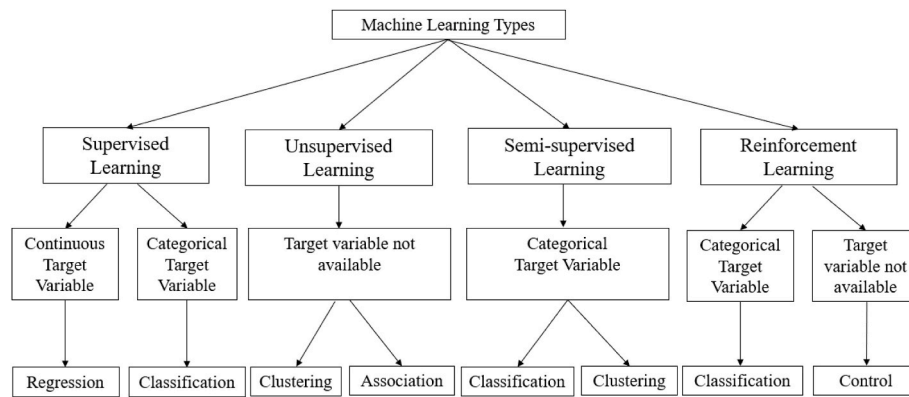 Machine Learning Types
Supervised
Learning
Unsupervised
Learning
Semi-supervised
Learning
Reinforcement
Learning
Continuous
Target
Variable
Categorical
Target
Variable
Target variable not
available
Categorical
Target Variable
Categorical
Target
Variable
Target
variable not
available
Regression
Classification
Clustering
Association
Classification
Clustering
Classification
Control